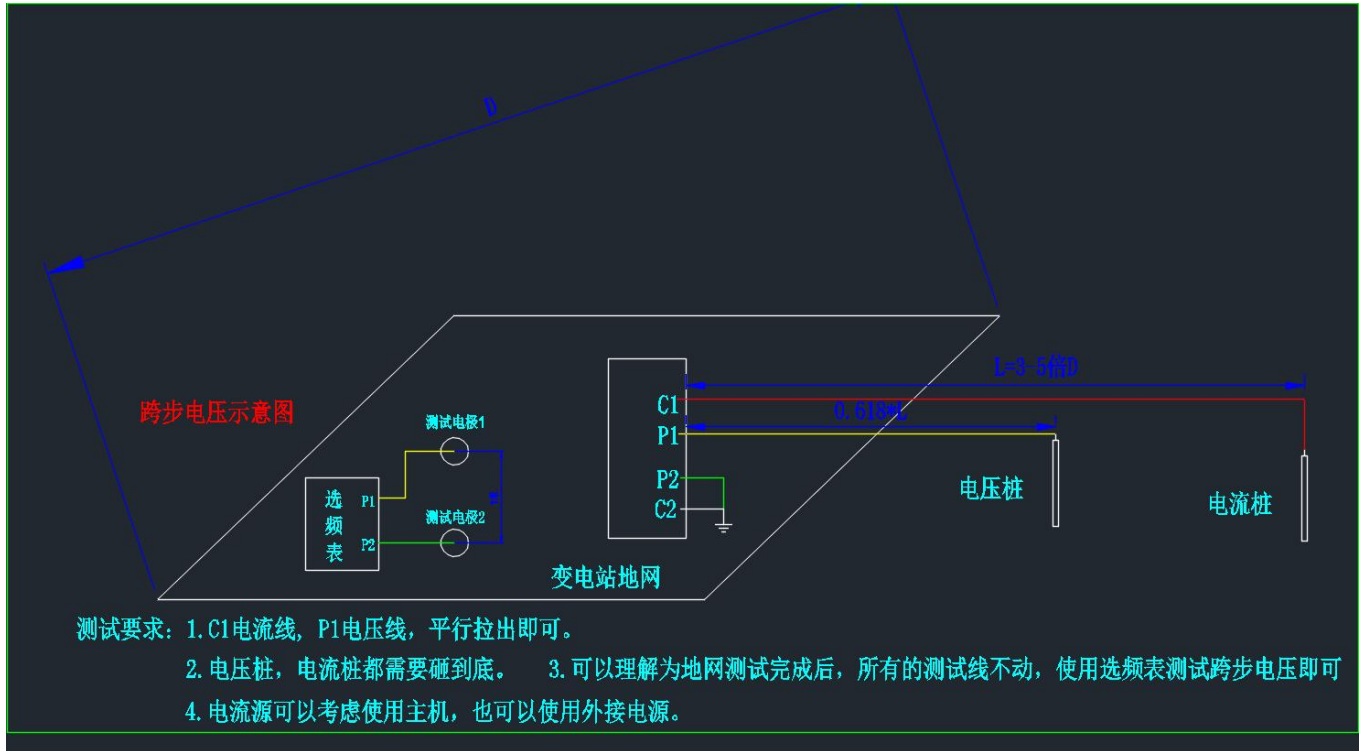 D
L=3-5倍D
跨步电压示意图
C1
0.618*L
测试电极1
P1
选频表
P1
P2
电压桩
测试电极2
C2
电流桩
P2
变电站地网
测试要求：1.C1电流线，P1电压线，平行拉出即可。
2.电压桩，电流桩都需要砸到底。 3.可以理解为地网测试完成后，所有的测试线不动，使用选频表测试跨步电压即可
4.电流源可以考虑使用主机，也可以使用外接电源。